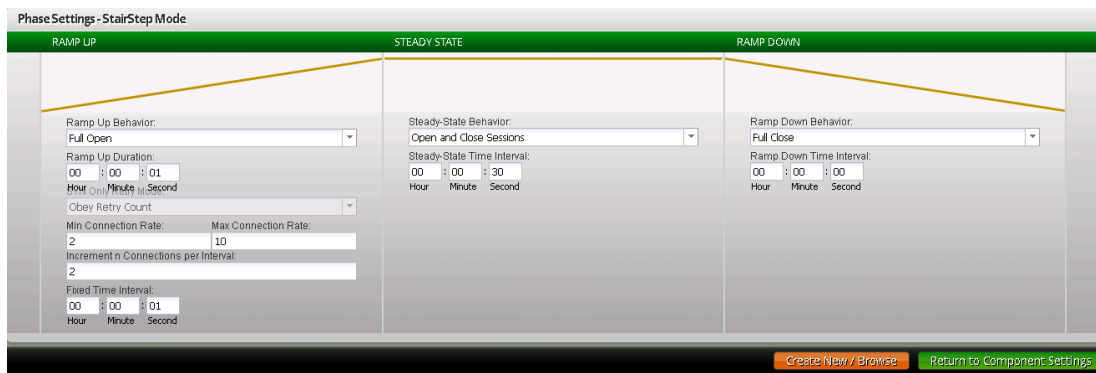 Phase Settings - StairStep Mode
RAMP UP
STEADY STATE
RAMP DOWN
Ramp Up Behavior:
Full Open
Ramp Up Duration:
00 : 00 : 01
Hour Minute Second
SYN Only Retry Mode:
Obey Retry Count
Min Connection Rate: Max Connection Rate:
2 10
Increment n Connections per Interval:
2
Fixed Time Interval:
00 : 00 : 01
Hour Minute Second
Steady-State Behavior:
Open and Close Sessions
Steady-State Time Interval:
00 : 00 : 30
Hour Minute Second
Ramp Down Behavior:
Full Close
Ramp Down Time Interval:
00 : 00 : 00
Hour Minute Second
Create New / Browse
Return to Component Settings